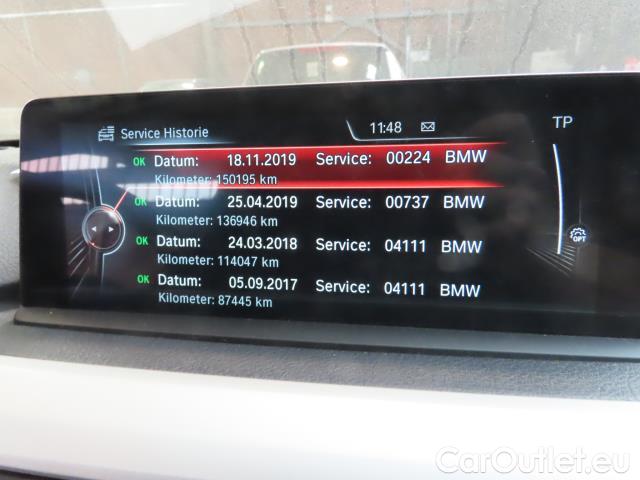 Service Historie
11:48
TP
OK Datum: 18.11.2019 Service: 00224 BMW
Kilometer: 150195 km
OK Datum: 25.04.2019 Service: 00737 BMW
Kilometer: 136946 km
OK Datum: 24.03.2018 Service: 04111 BMW
Kilometer: 114047 km
OK Datum: 05.09.2017 Service: 04111 BMW
Kilometer: 87445 km
OPT
CarOutlet.eu